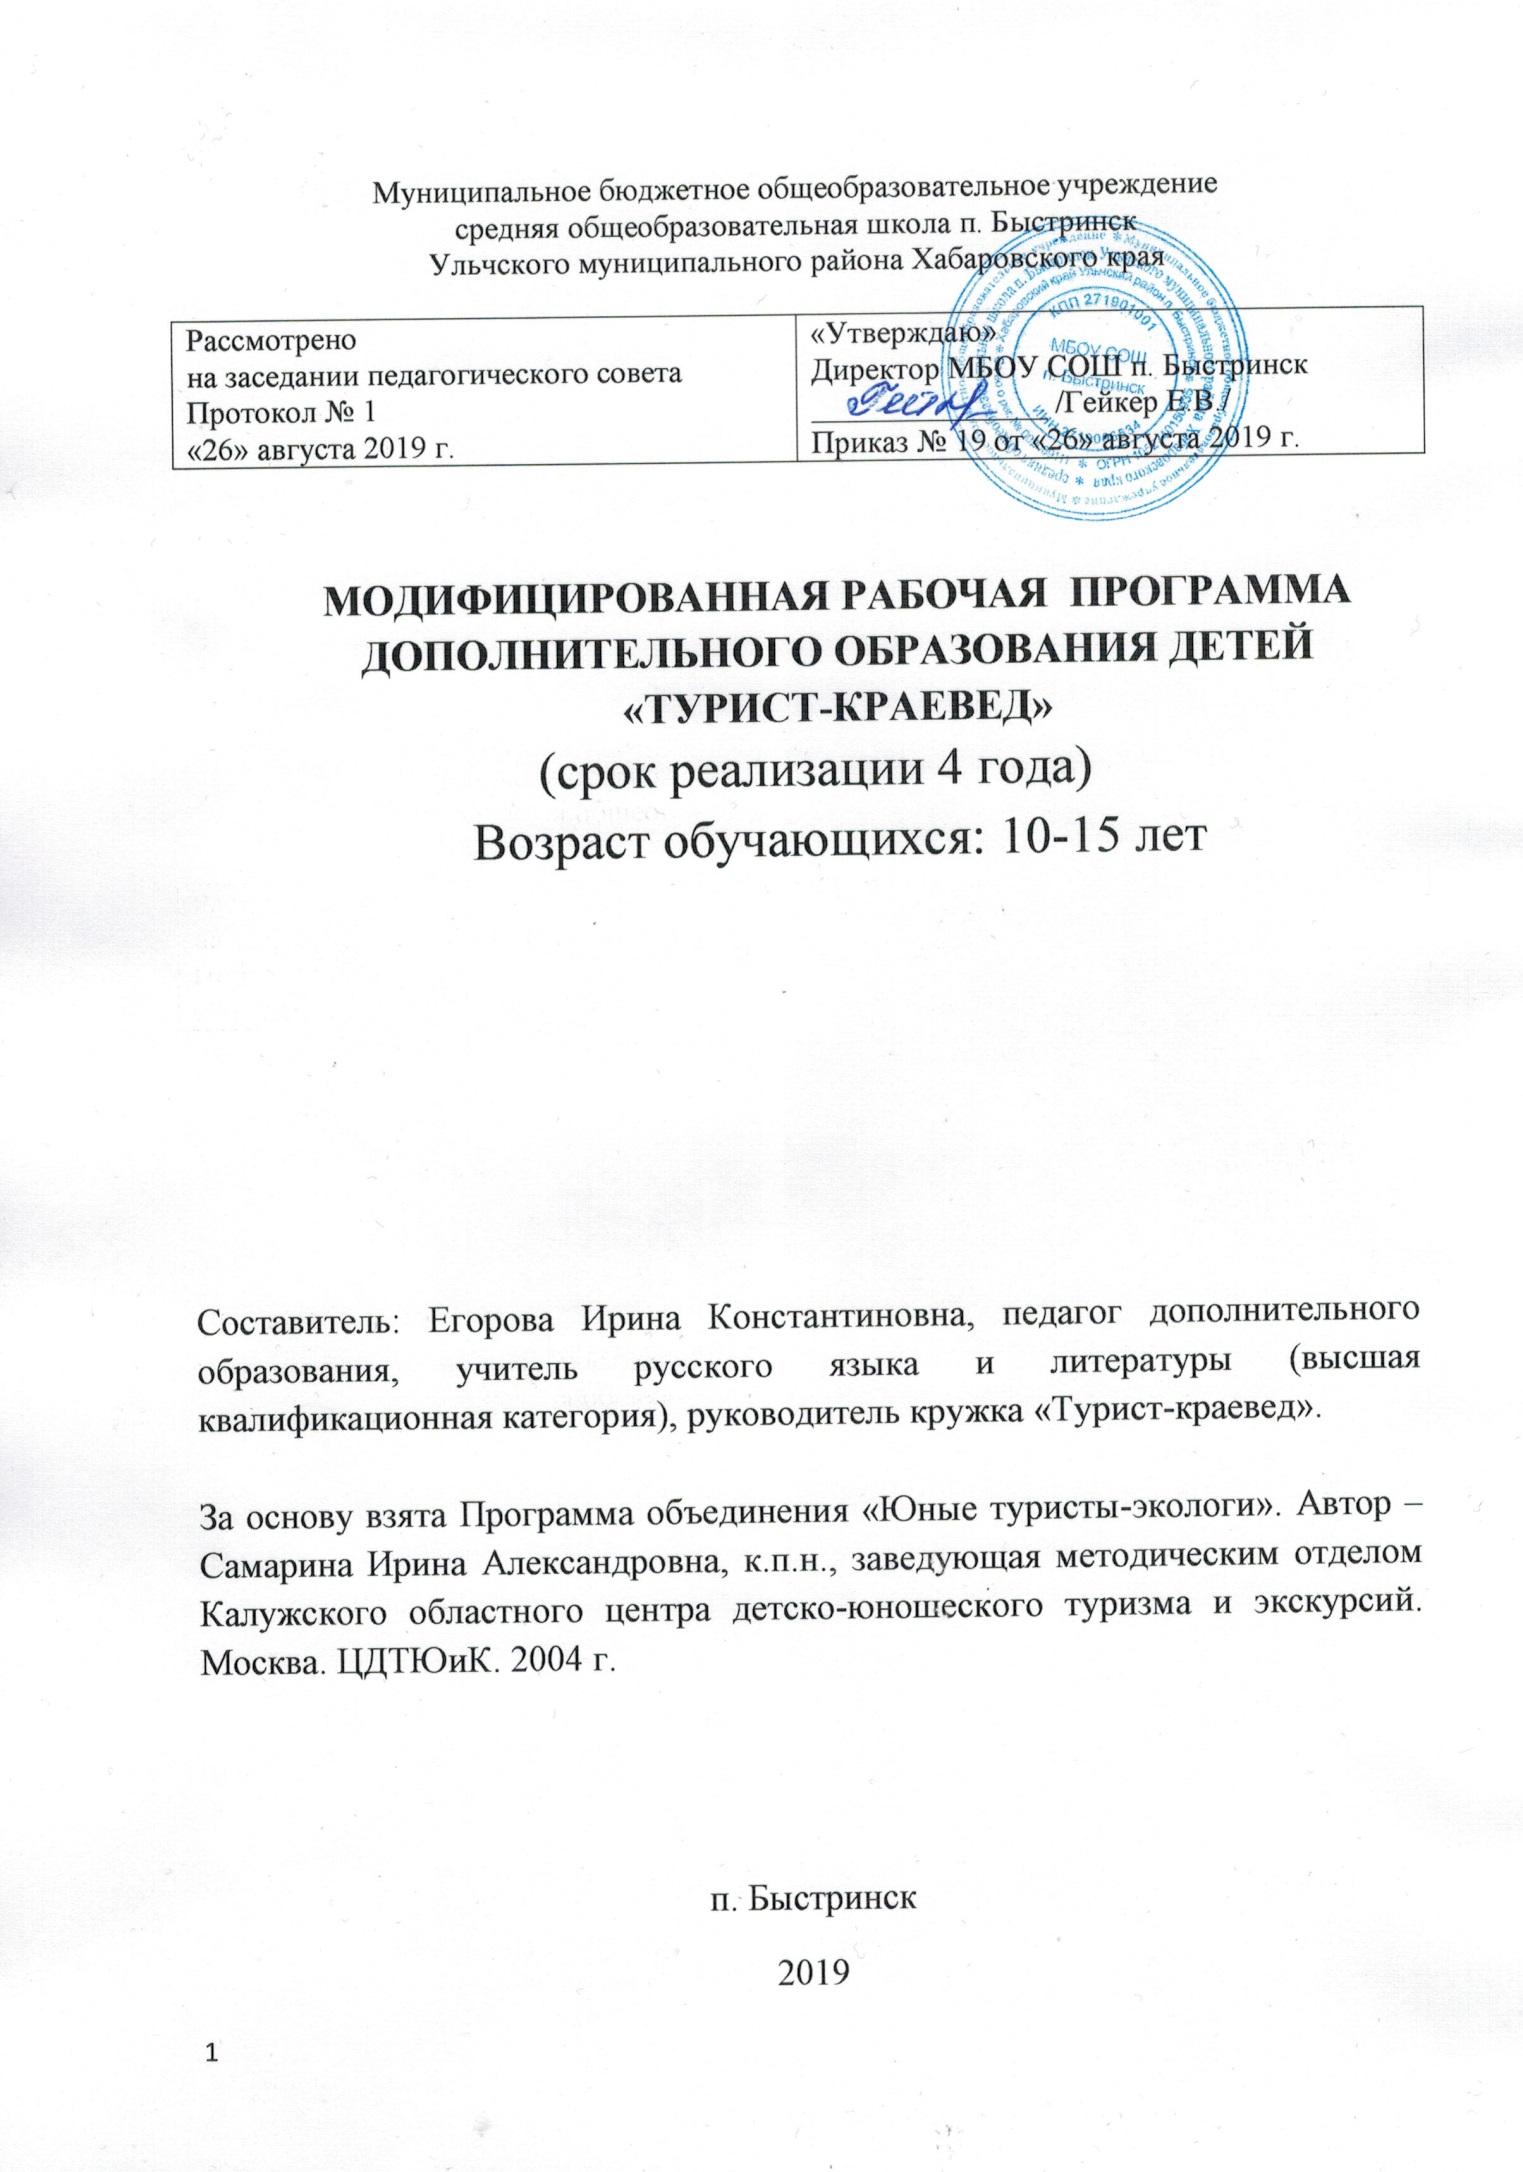 Муниципальное бюджетное общеобразовательное учреждение
средняя общеобразовательная школа п. Быстринск
Ульчского муниципального района Хабаровского края
Рассмотрено
на заседании педагогического совета
Протокол № 1
«26» августа 2019 г.
«Утверждаю»
Директор МБОУ СОШ п. Быстринск
/Гейкер Е.В./
Приказ № 19 от «26» августа 2019 г.
КПП 271901001
МБОУ СОШ
п. Быстринск
МОДИФИЦИРОВАННАЯ РАБОЧАЯ ПРОГРАММА
ДОПОЛНИТЕЛЬНОГО ОБРАЗОВАНИЯ ДЕТЕЙ
«ТУРИСТ-КРАЕВЕД»
(срок реализации 4 года)
Возраст обучающихся: 10-15 лет
Составитель: Егорова Ирина Константиновна, педагог дополнительного
образования, учитель русского языка и литературы (высшая
квалификационная категория), руководитель кружка «Турист-краевед».
За основу взята Программа объединения «Юные туристы-экологи». Автор –
Самарина Ирина Александровна, к.п.н., заведующая методическим отделом
Калужского областного центра детско-юношеского туризма и экскурсий.
Москва. ЦДТЮиК. 2004 г.
п. Быстринск
2019
1